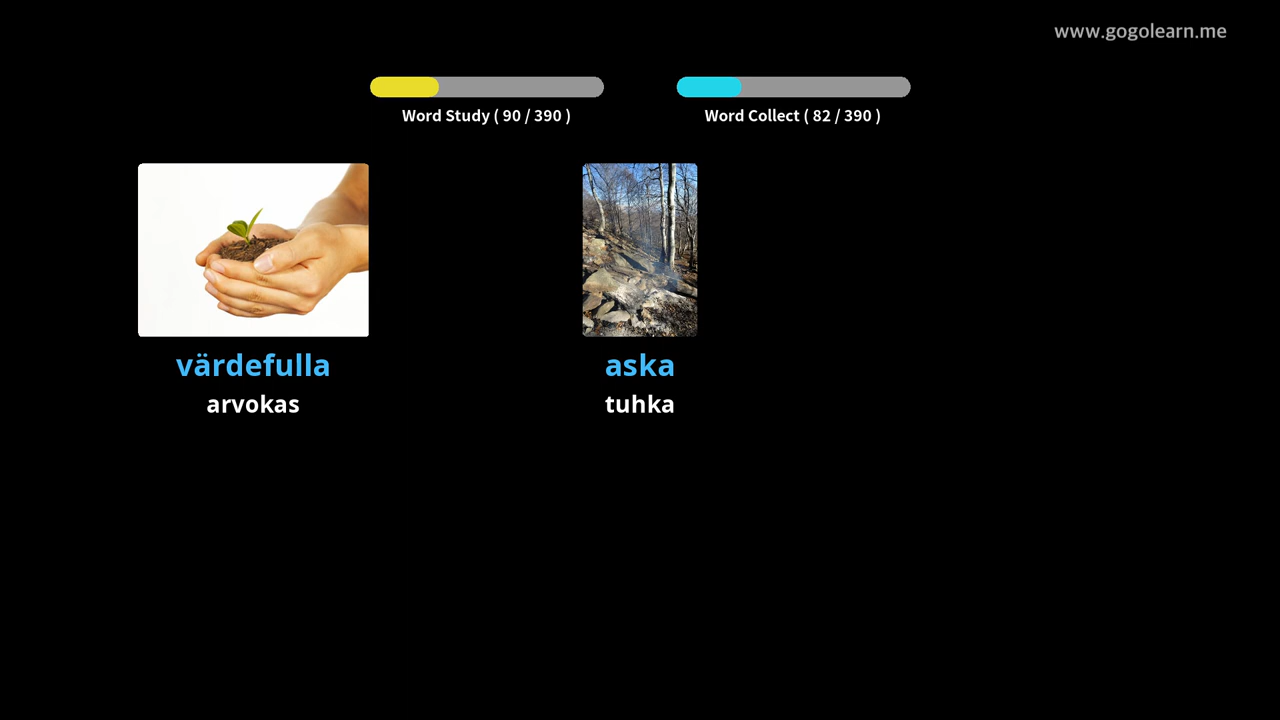 www.gogolearn.me
Word Study ( 90 / 390 )
Word Collect ( 82 / 390 )
värdefulla
arvokas
aska
tuhka